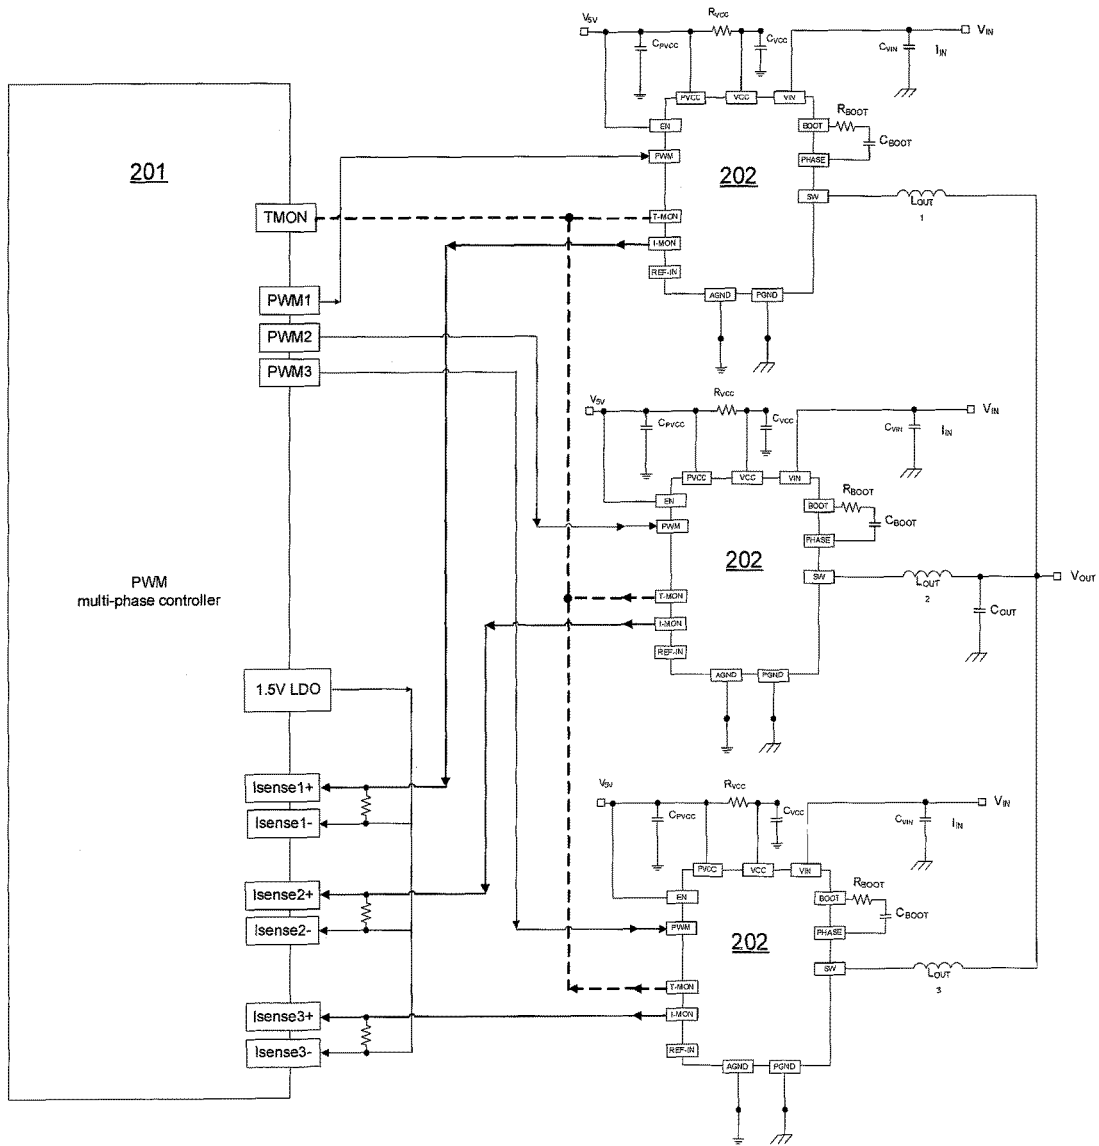 201
TMON
PWM1
PWM2
PWM3
PWM
multi-phase controller
1.5V LDO
Isense1+
Isense1-
Isense2+
Isense2-
Isense3+
Isense3-
V5V
RVCC
CPVCC
CVCC
CVIN
IIN
VIN
PVCC
VCC
VIN
EN
PWM
T-MON
I-MON
REF-IN
202
BOOT
PHASE
SW
RBOOT
CBOOT
LOUT
1
AGND
PGND
V5V
RVCC
CPVCC
CVCC
CVIN
IIN
VIN
PVCC
VCC
VIN
EN
PWM
T-MON
I-MON
REF-IN
202
BOOT
PHASE
SW
RBOOT
CBOOT
LOUT
2
COUT
VOUT
AGND
PGND
V5V
RVCC
CPVCC
CVCC
CVIN
IIN
VIN
PVCC
VCC
VIN
EN
PWM
T-MON
I-MON
REF-IN
202
BOOT
PHASE
SW
RBOOT
CBOOT
LOUT
3
AGND
PGND